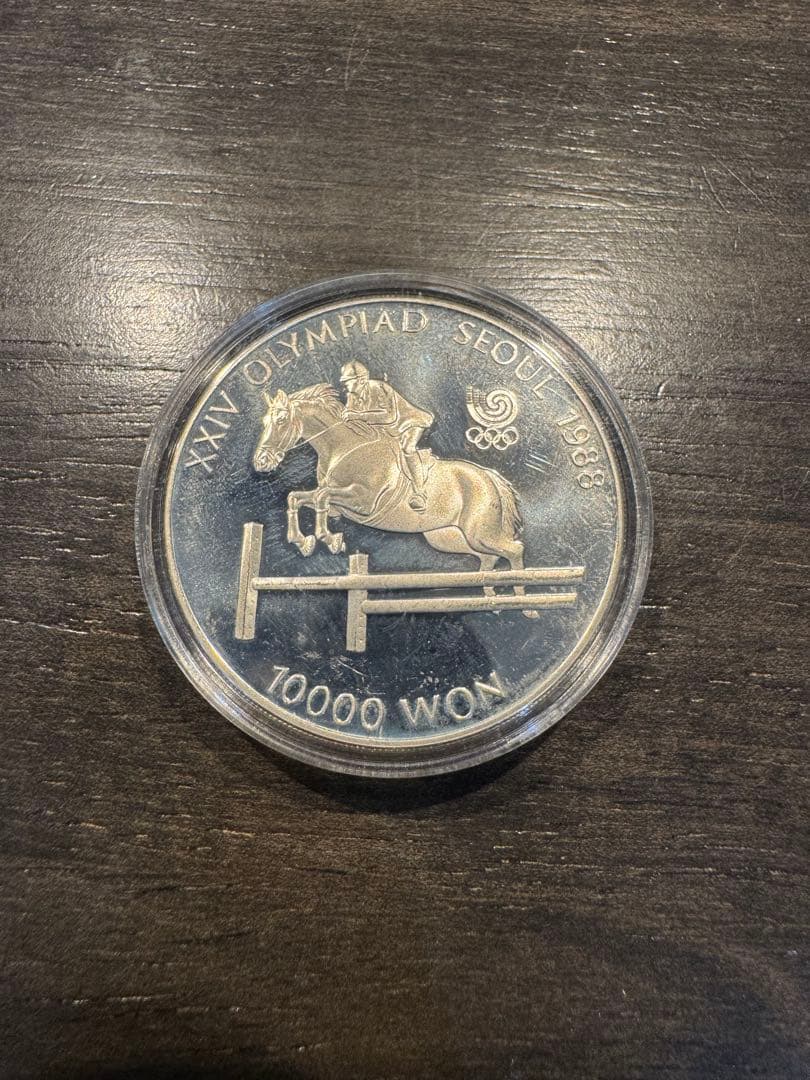 XXIV OLYMPIAD SEOUL 1988
10000 WON